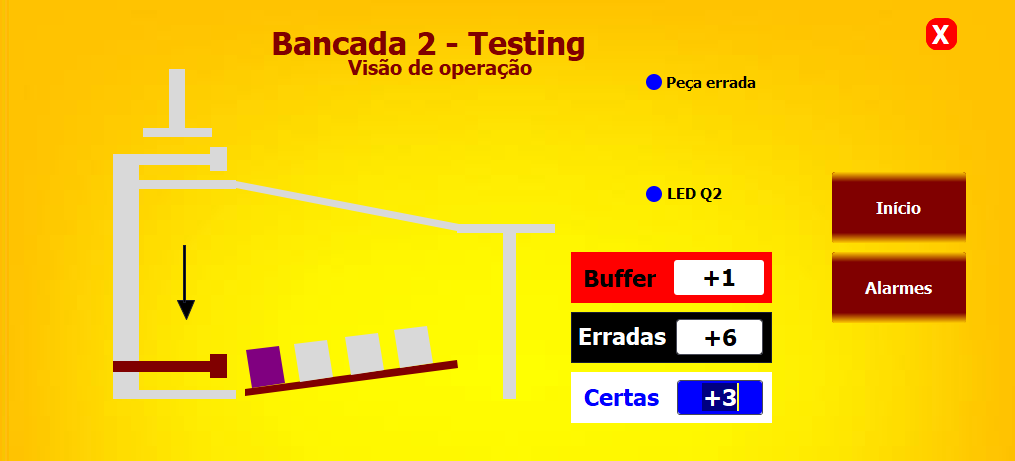 Bancada 2 - Testing
Visão de operação
X
Peça errada
LED Q2
Início
Alarmes
Buffer +1
Erradas +6
Certas +3